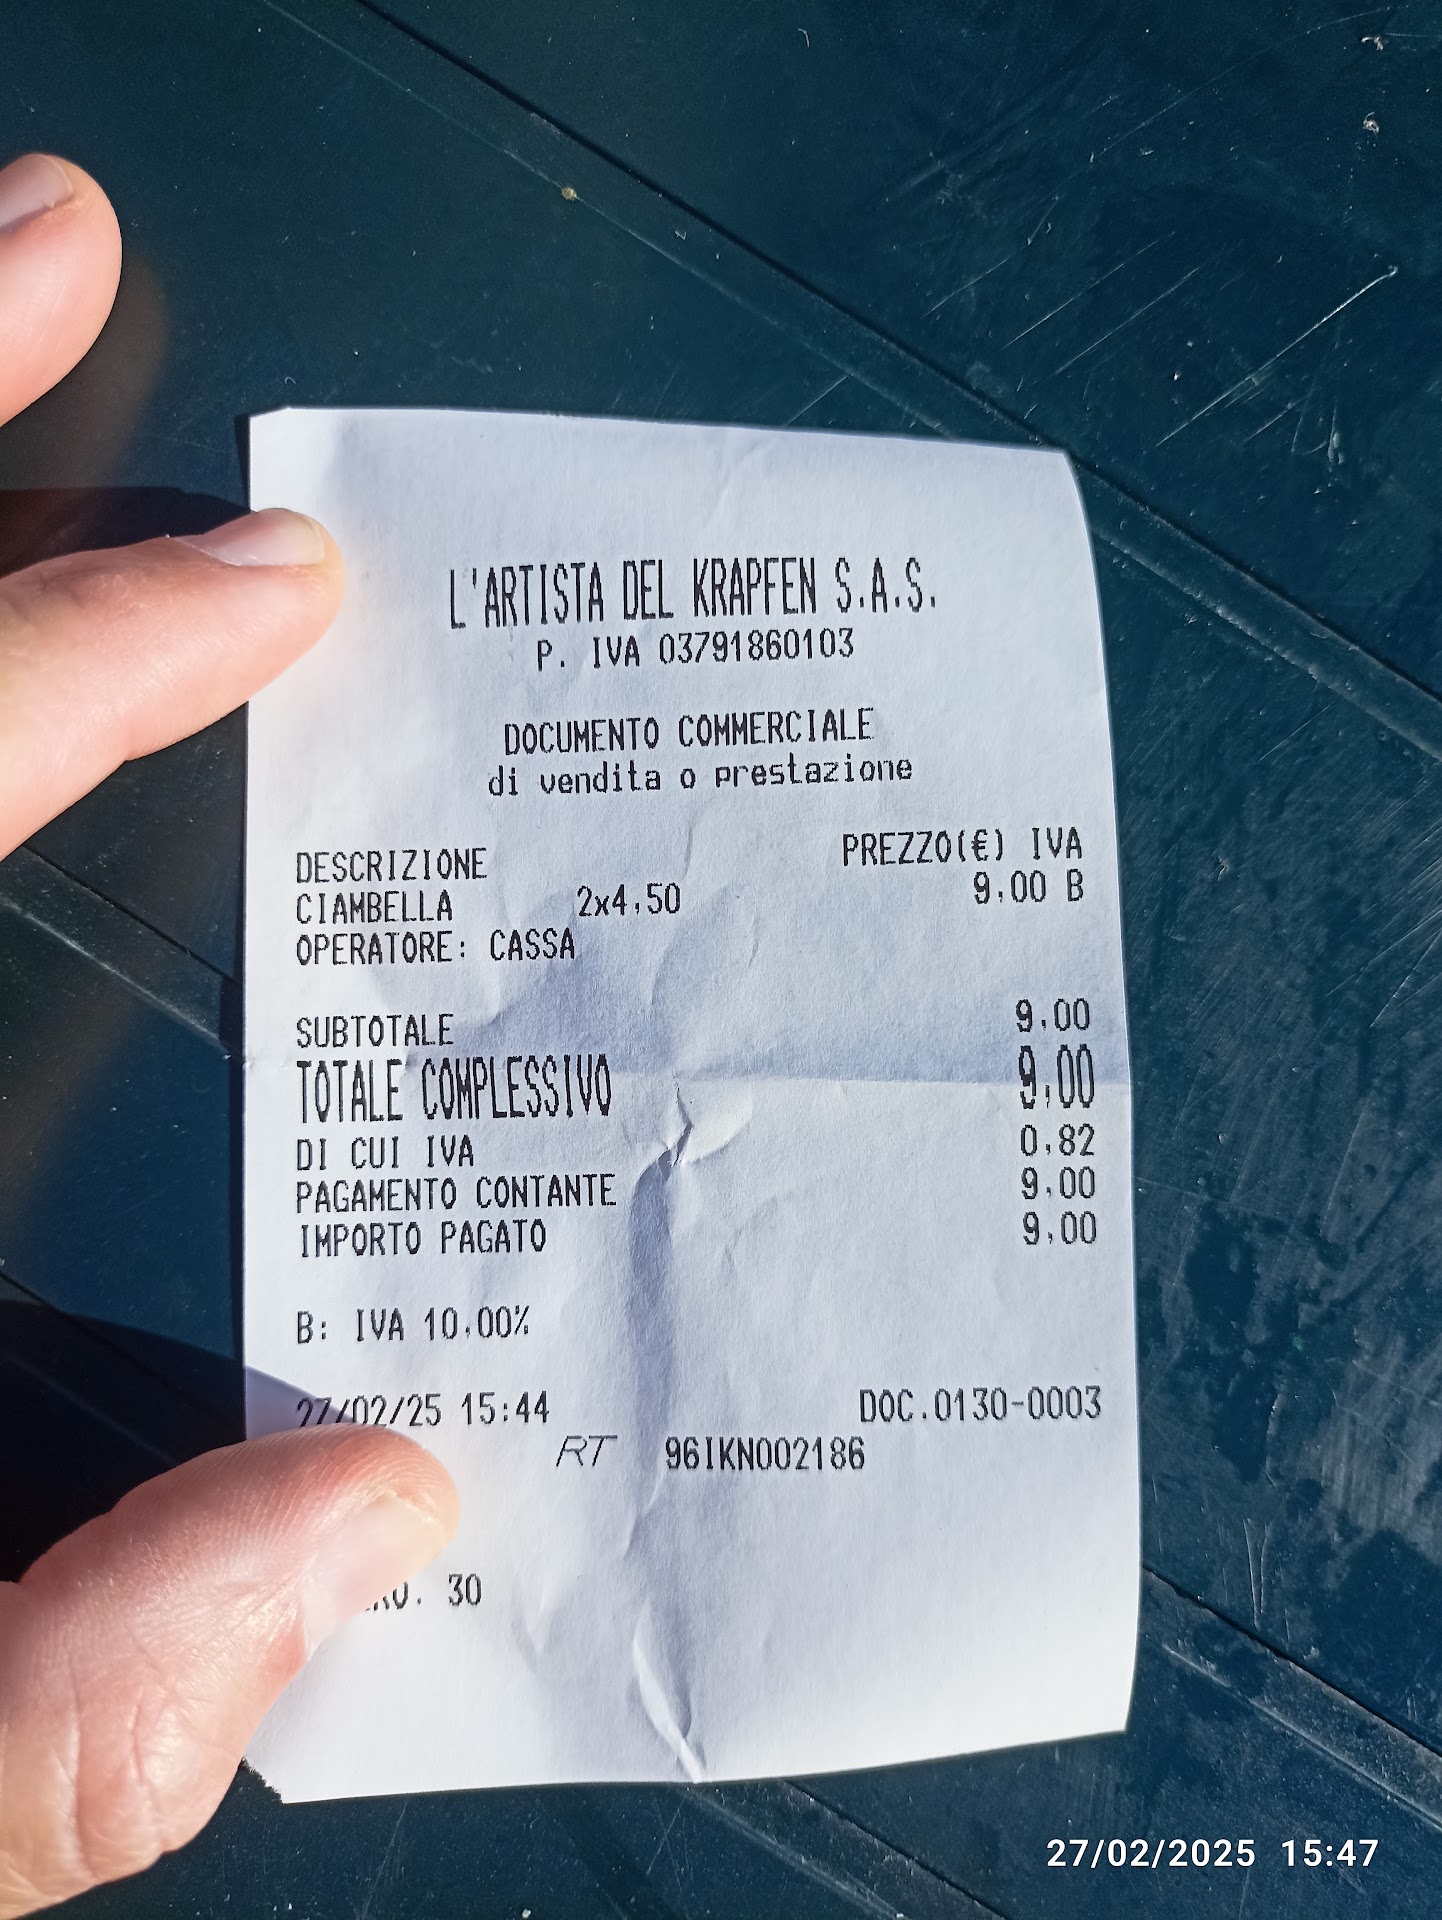 L'ARTISTA DEL KRAPFEN S.A.S.
P. IVA 03791860103
DOCUMENTO COMMERCIALE
di vendita o prestazione
DESCRIZIONE PREZZO(€) IVA
CIAMBELLA 2x4,50 9,00 B
OPERATORE: CASSA
SUBTOTALE 9,00
TOTALE COMPLESSIVO 9,00
DI CUI IVA 0,82
PAGAMENTO CONTANTE 9,00
IMPORTO PAGATO 9,00
B: IVA 10,00%
27/02/25 15:44 DOC.0130-0003
RT 96IKN002186
30
27/02/2025 15:47